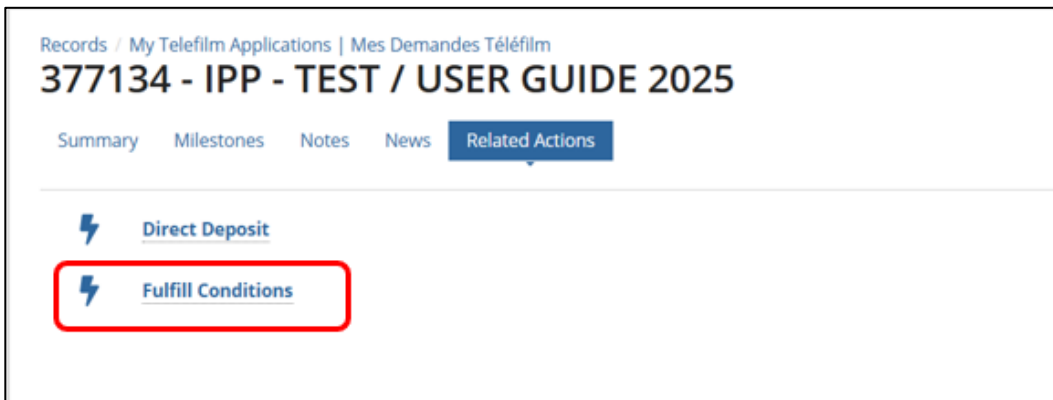 Records / My Telefilm Applications | Mes Demandes Téléfilm
377134 - IPP - TEST / USER GUIDE 2025
Summary Milestones Notes News Related Actions
Direct Deposit
Fulfill Conditions